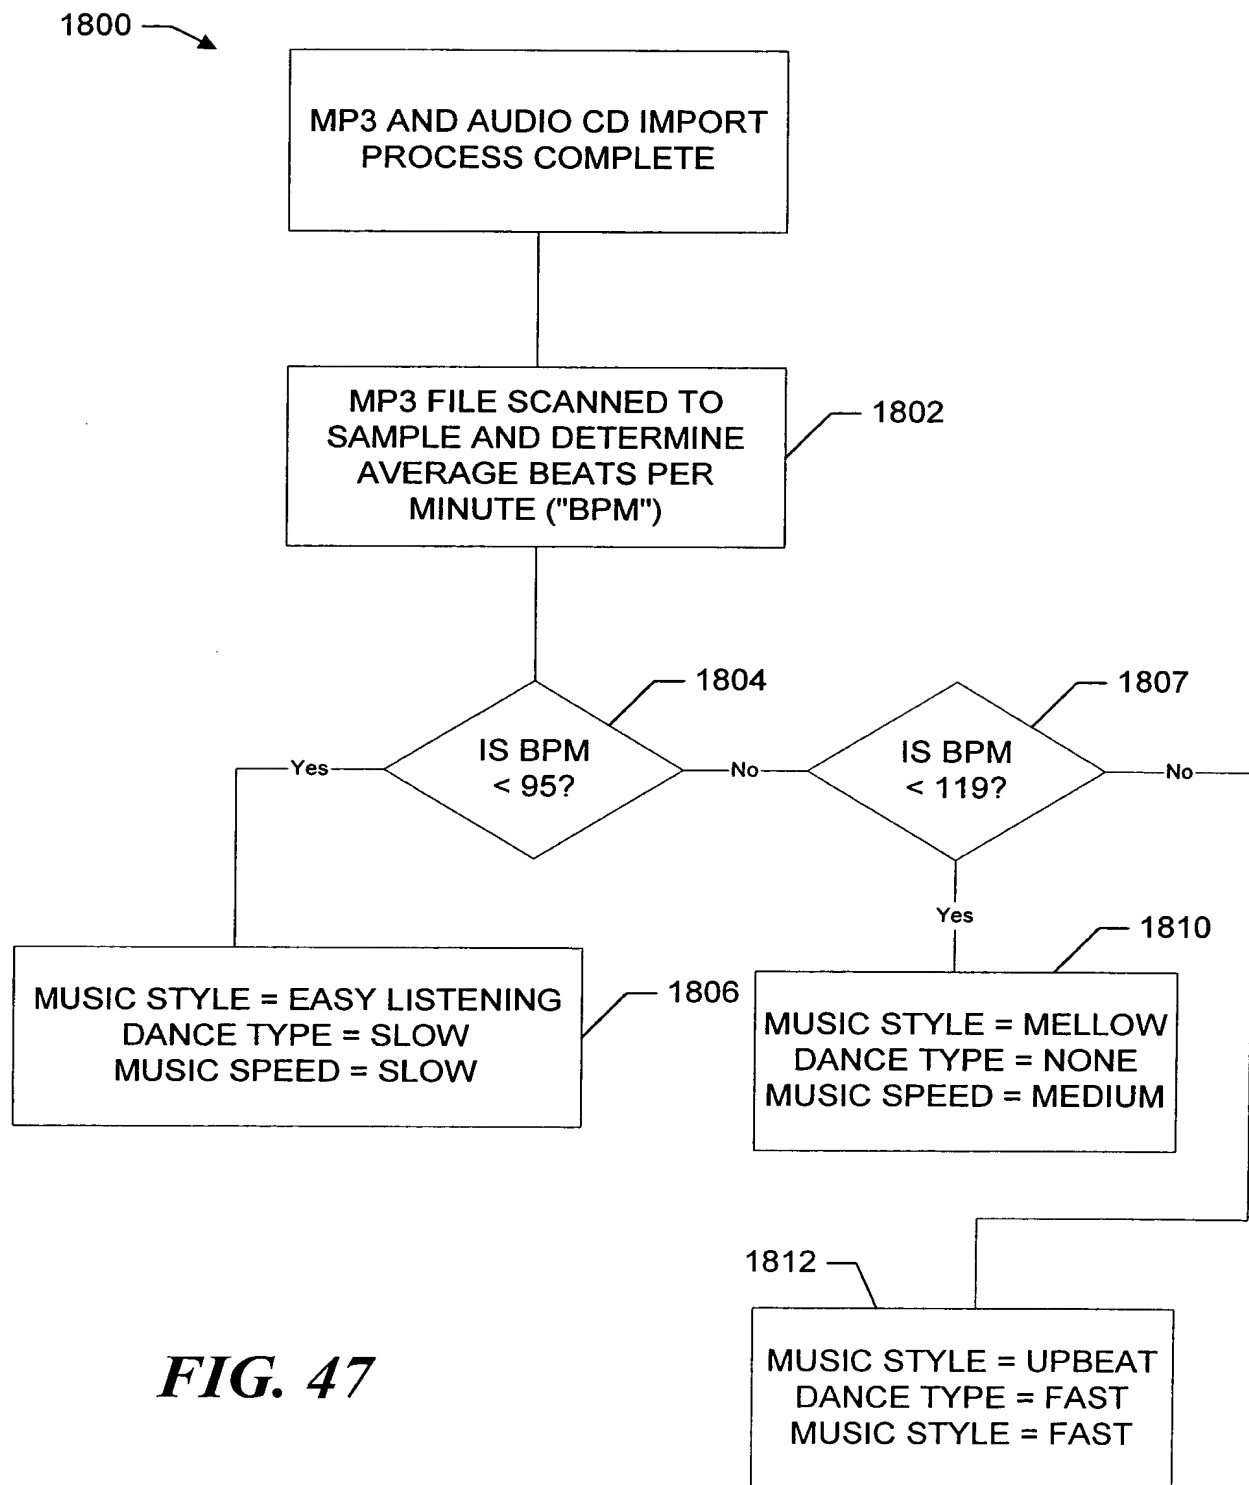 1800
MP3 AND AUDIO CD IMPORT
PROCESS COMPLETE
MP3 FILE SCANNED TO
SAMPLE AND DETERMINE
AVERAGE BEATS PER
MINUTE ("BPM")
1802
1804
1807
IS BPM
< 95?
IS BPM
< 119?
Yes
No
No
Yes
1806
1810
MUSIC STYLE = EASY LISTENING
DANCE TYPE = SLOW
MUSIC SPEED = SLOW
MUSIC STYLE = MELLOW
DANCE TYPE = NONE
MUSIC SPEED = MEDIUM
1812
MUSIC STYLE = UPBEAT
DANCE TYPE = FAST
MUSIC STYLE = FAST
FIG. 47